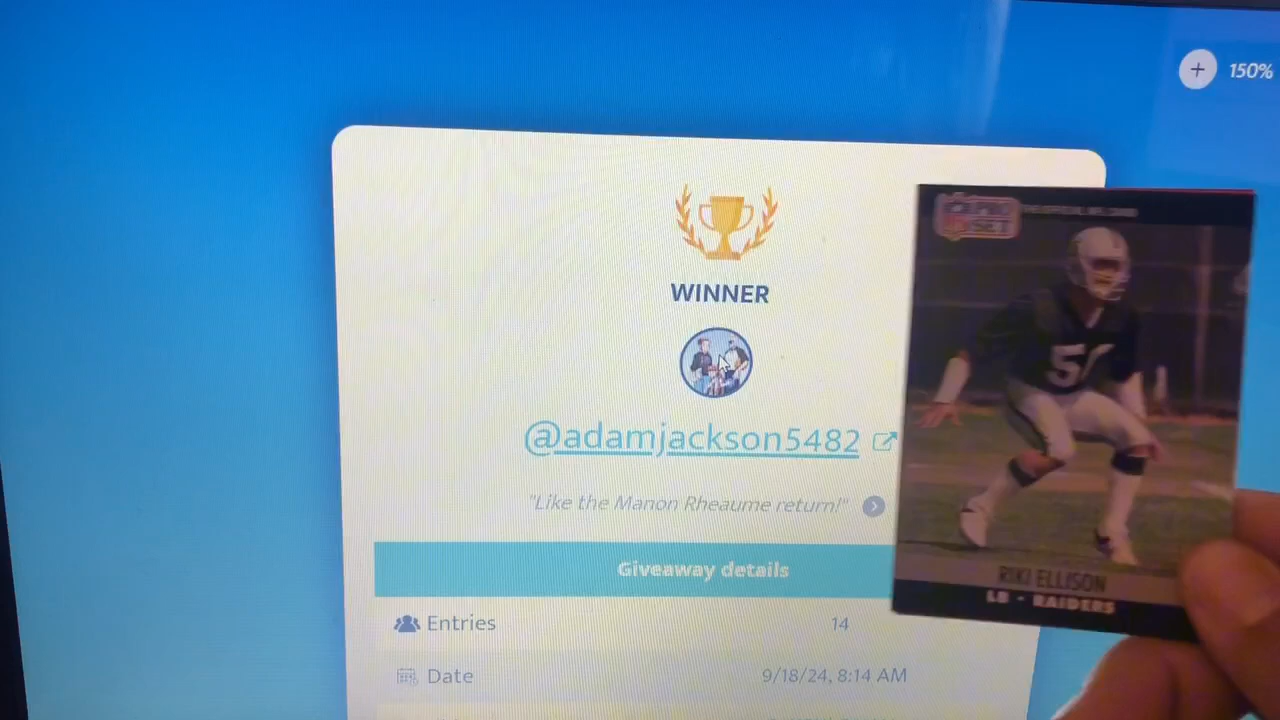 150%
WINNER
@adamjackson5482
"Like the Manon Rheaume return!"
Giveaway details
Entries 14
Date 9/18/24, 8:14 AM
PRO SET
RIKI ELLISON
LB - RAIDERS